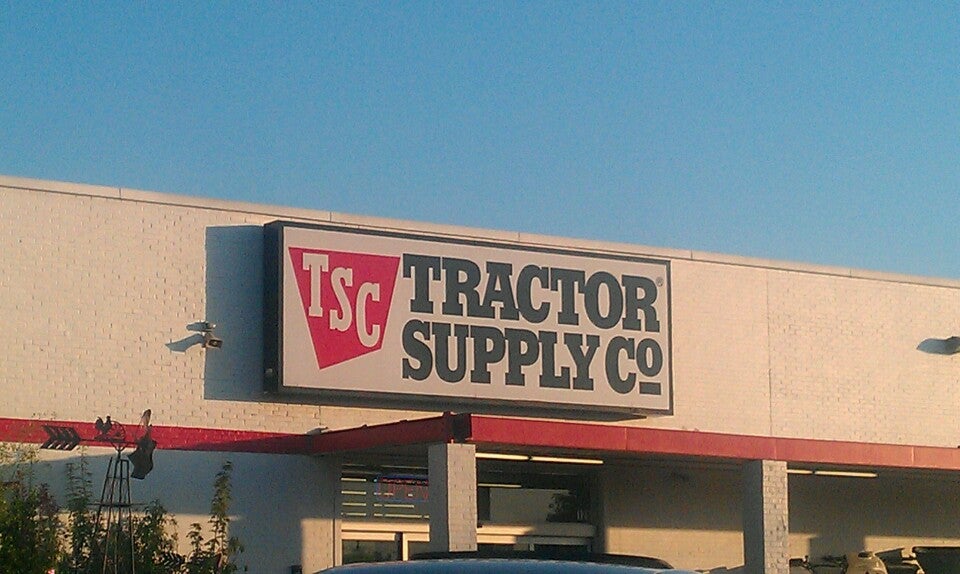 TSC
TRACTOR
SUPPLY CO